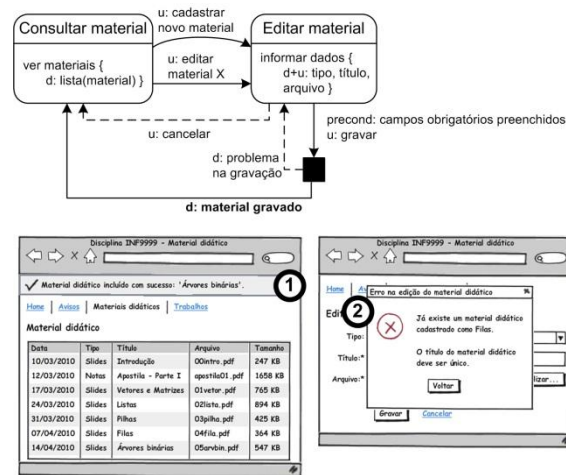 Consultar material
u: cadastrar
novo material
Editar material
ver materiais {
d: lista(material) }
u: editar
material X
informar dados {
d+u: tipo, título,
arquivo }
u: cancelar
precond: campos obrigatórios preenchidos
u: gravar
d: problema
na gravação
d: material gravado
Disciplina INF9999 - Material didático
X
1
Material didático incluído com sucesso: 'Árvores binárias'.
Home | Avisos | Materiais didáticos | Trabalhos
Material didático
Data Tipo Título Arquivo Tamanho
10/03/2010 Slides Introdução 00intro.pdf 247 KB
12/03/2010 Notas Apostila - Parte I apostila01.pdf 1658 KB
17/03/2010 Slides Vetores e Matrizes 01vetor.pdf 765 KB
24/03/2010 Slides Listas 02lista.pdf 894 KB
31/03/2010 Slides Pilhas 03pilha.pdf 425 KB
07/04/2010 Slides Filas 04fila.pdf 364 KB
14/04/2010 Slides Árvores binárias 05arvbin.pdf 547 KB
Disciplina INF9999 - Material didático
X
Home
2
Erro na edição do material didático
Edi
Tipo:
Título:*
Arquivo:*
X
Já existe um material didático
cadastrado como Filas.
O título do material didático
deve ser único.
Voltar
lizar...
Gravar Cancelar